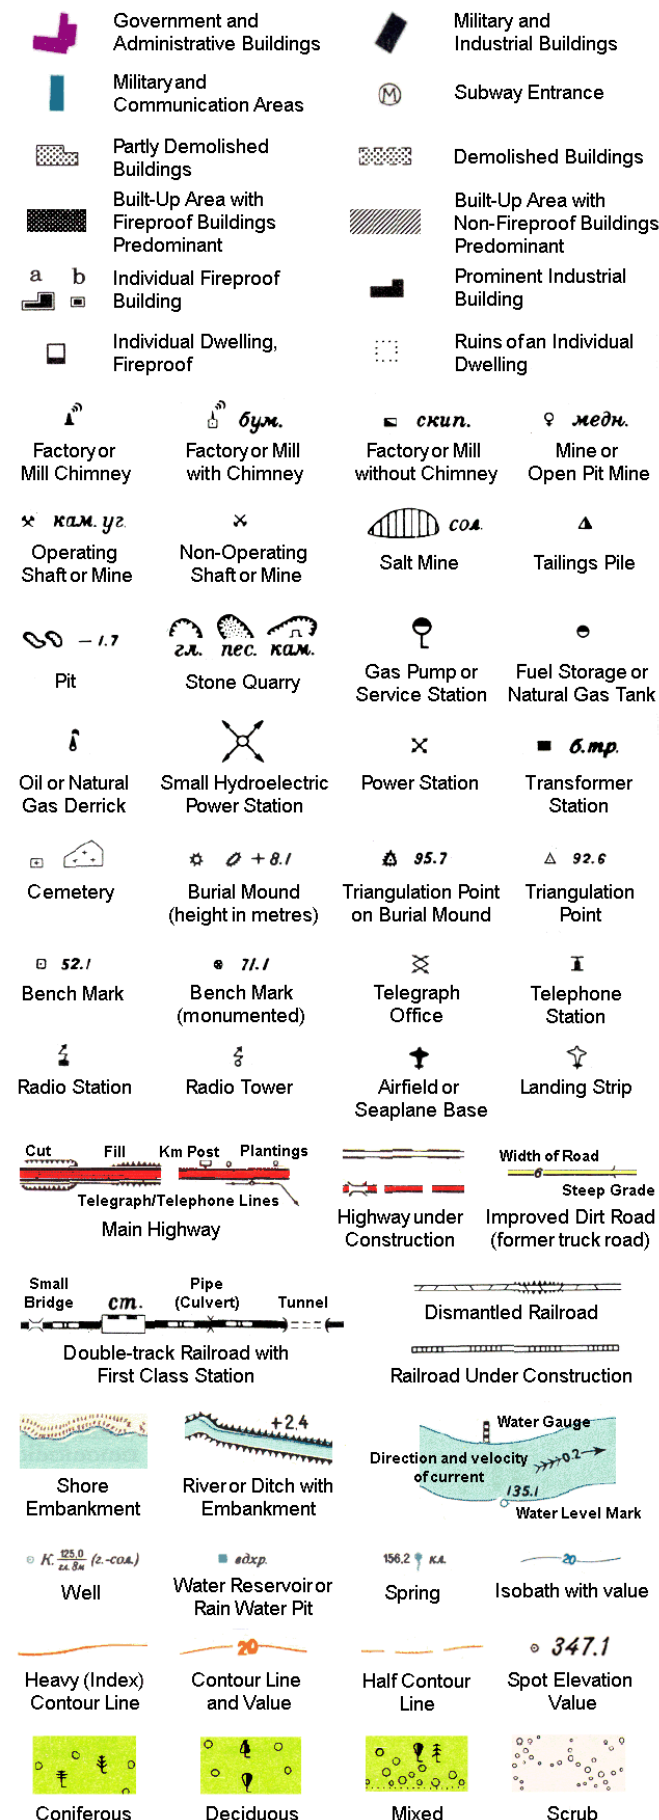 Government and
Administrative Buildings
Military and
Industrial Buildings
Military and
Communication Areas
M
Subway Entrance
Partly Demolished
Buildings
Demolished Buildings
Built-Up Area with
Fireproof Buildings
Predominant
Built-Up Area with
Non-Fireproof Buildings
Predominant
a b
Individual Fireproof
Building
Prominent Industrial
Building
Individual Dwelling,
Fireproof
Ruins of an Individual
Dwelling
бум. скип. медн.
Factory or
Mill Chimney
Factory or Mill
with Chimney
Factory or Mill
without Chimney
Mine or
Open Pit Mine
кам. уг. сол.
Operating
Shaft or Mine
Non-Operating
Shaft or Mine
Salt Mine
Tailings Pile
–1.7 гл. пес. кам.
Pit
Stone Quarry
Gas Pump or
Service Station
Fuel Storage or
Natural Gas Tank
б.тр.
Oil or Natural
Gas Derrick
Small Hydroelectric
Power Station
Power Station
Transformer
Station
+8.1 95.7 92.6
Cemetery
Burial Mound
(height in metres)
Triangulation Point
on Burial Mound
Triangulation
Point
52.1 71.1
Bench Mark
Bench Mark
(monumented)
Telegraph
Office
Telephone
Station
Radio Station
Radio Tower
Airfield or
Seaplane Base
Landing Strip
Cut Fill Km Post Plantings
Telegraph/Telephone Lines
Main Highway
Highway under
Construction
Width of Road
6
Steep Grade
Improved Dirt Road
(former truck road)
Small
Bridge
ст.
Pipe
(Culvert)
Tunnel
Double-track Railroad with
First Class Station
Dismantled Railroad
Railroad Under Construction
Shore
Embankment
+2.4
River or Ditch with
Embankment
Water Gauge
Direction and velocity
of current
0.2
135.1
Water Level Mark
К. 125,0 (г.-сол.)
гл. 8м
Well
вдхр.
Water Reservoir or
Rain Water Pit
156,2 кл.
Spring
20
Isobath with value
Heavy (Index)
Contour Line
20
Contour Line
and Value
Half Contour
Line
347.1
Spot Elevation
Value
Coniferous
Deciduous
Mixed
Scrub